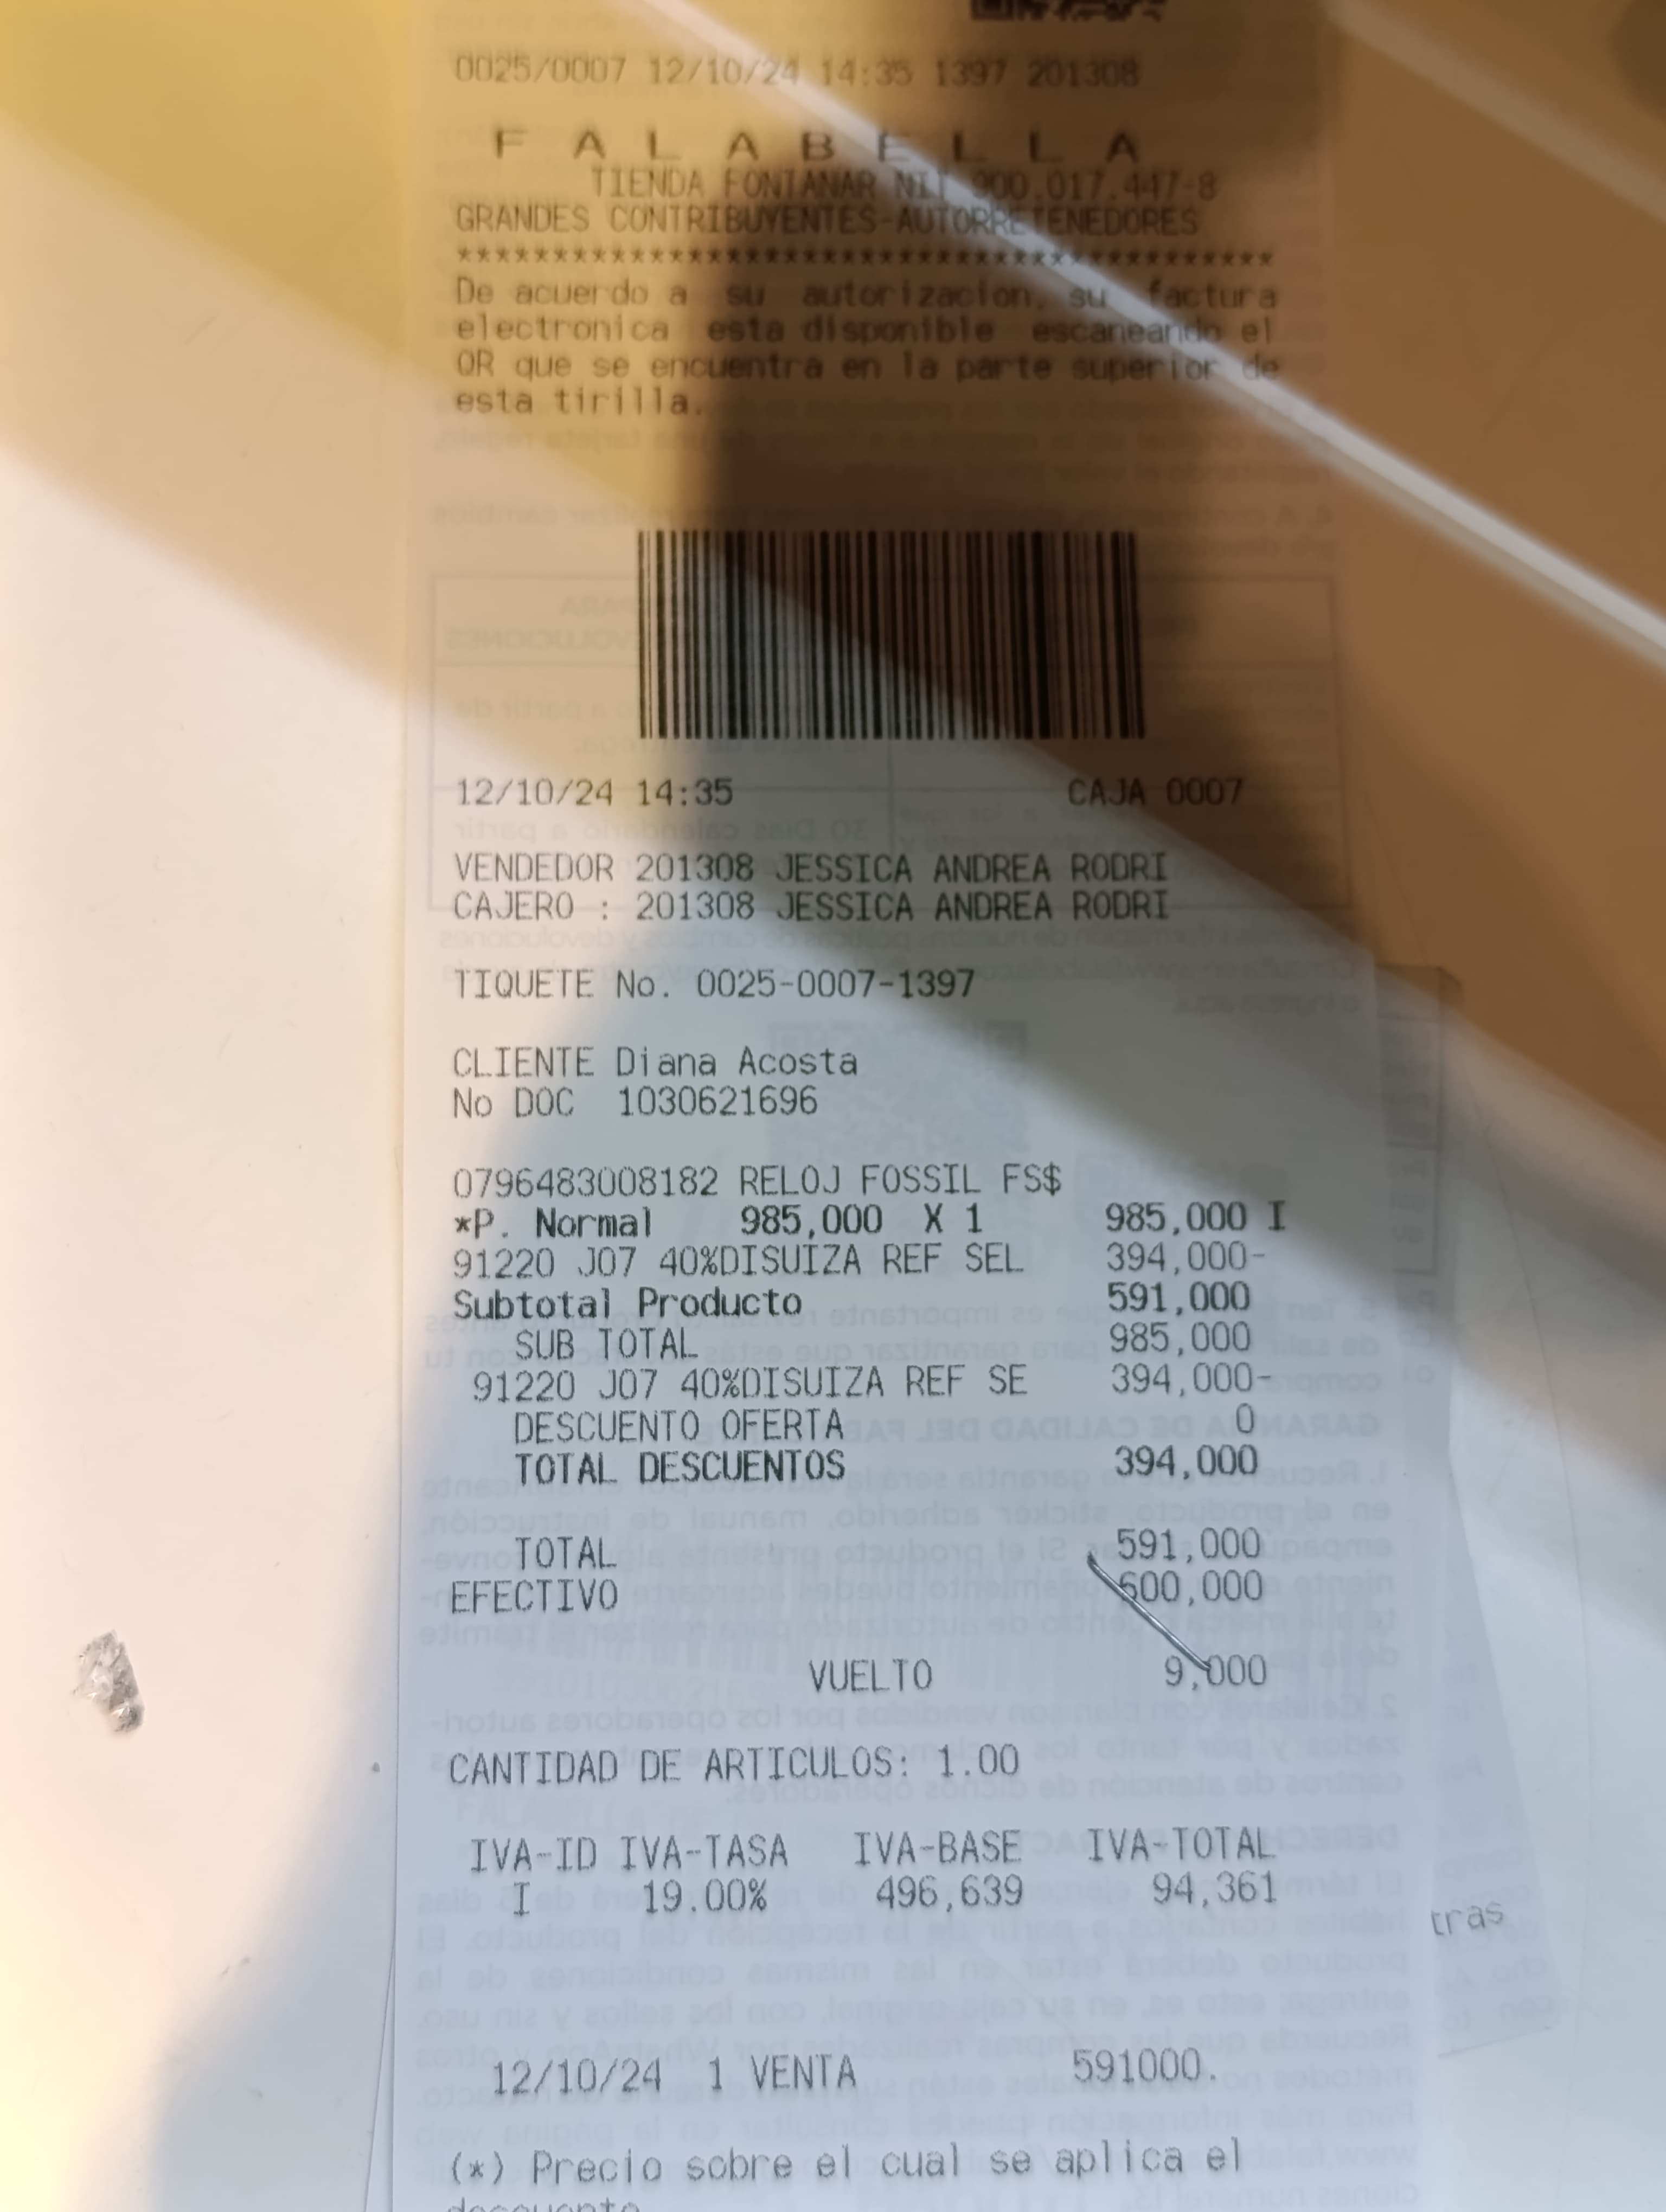 0025/0007 12/10/24 14:35 1397 201308
F A L A B E L L A
TIENDA FONTANAR NIT 900.017.447-8
GRANDES CONTRIBUYENTES-AUTORRETENEDORES
******************************************
De acuerdo a su autorizacion, su factura
electronica esta disponible escaneando el
QR que se encuentra en la parte superior de
esta tirilla.
12/10/24 14:35 CAJA 0007
VENDEDOR 201308 JESSICA ANDREA RODRI
CAJERO : 201308 JESSICA ANDREA RODRI
TIQUETE No. 0025-0007-1397
CLIENTE Diana Acosta
No DOC 1030621696
0796483008182 RELOJ FOSSIL FS$
*P. Normal 985,000 X 1 985,000 I
91220 J07 40%DISUIZA REF SEL 394,000-
Subtotal Producto 591,000
SUB TOTAL 985,000
91220 J07 40%DISUIZA REF SE 394,000-
DESCUENTO OFERTA 0
TOTAL DESCUENTOS 394,000
TOTAL 591,000
EFECTIVO 600,000
VUELTO 9,000
CANTIDAD DE ARTICULOS: 1.00
IVA-ID IVA-TASA IVA-BASE IVA-TOTAL
I 19.00% 496,639 94,361
tras
12/10/24 1 VENTA 591000.
(*) Precio sobre el cual se aplica el